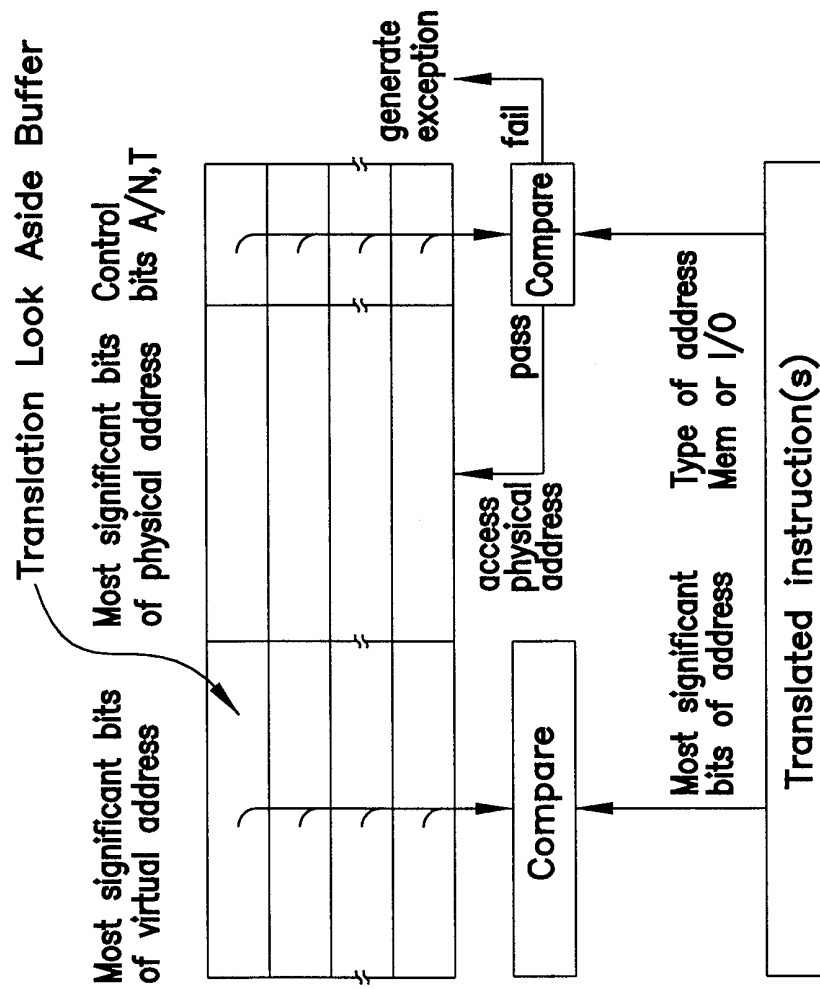 Translation Look Aside Buffer
Most significant bits
of virtual address
Most significant bits
of physical address
Control
bits A/N,T
Compare
access
physical
address
pass
Compare
fail
generate
exception
Most significant
bits of address
Type of address
Mem or I/O
Translated instruction(s)